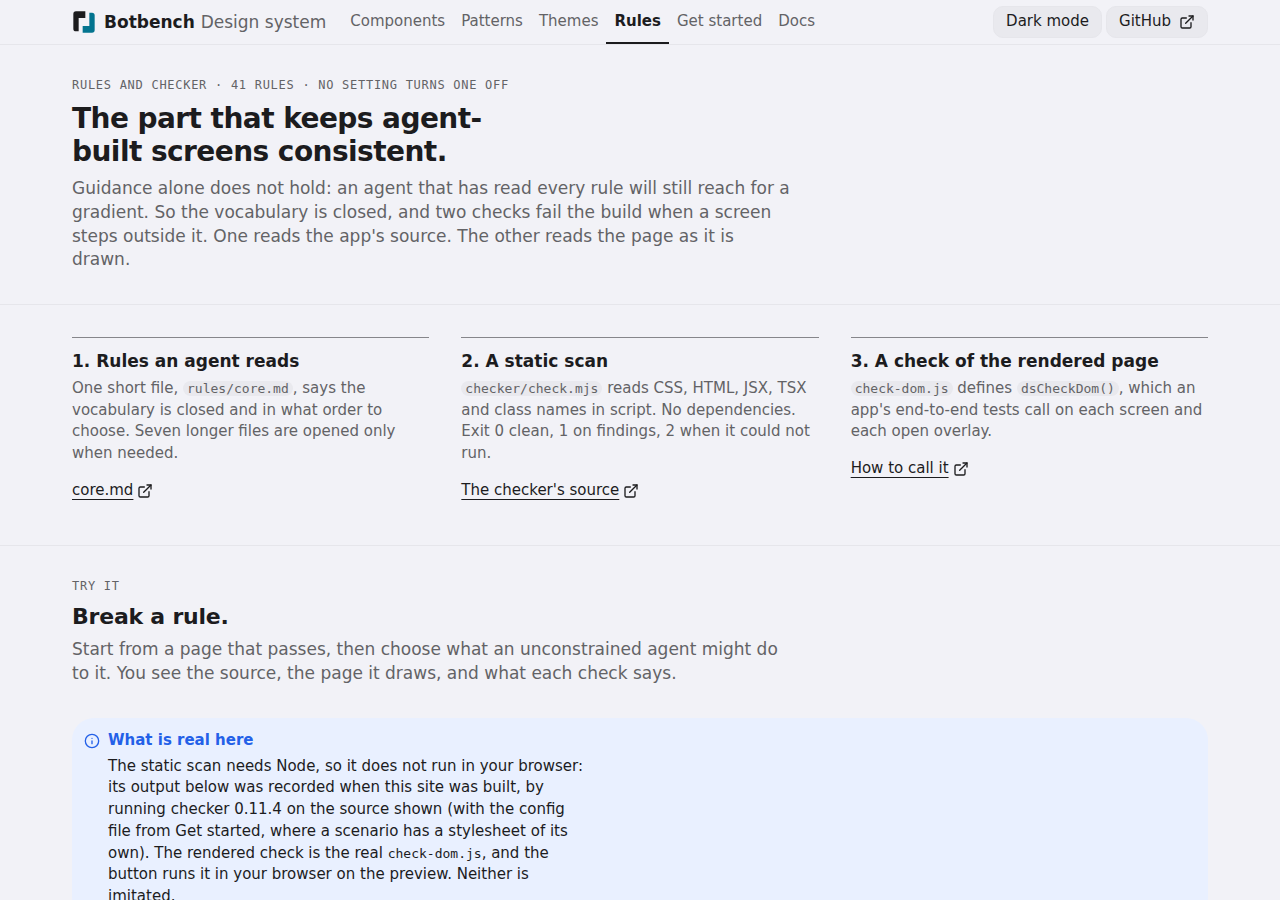 Botbench Design system Components Patterns Themes Rules Get started Docs Dark mode GitHub
RULES AND CHECKER · 41 RULES · NO SETTING TURNS ONE OFF
The part that keeps agent-
built screens consistent.
Guidance alone does not hold: an agent that has read every rule will still reach for a
gradient. So the vocabulary is closed, and two checks fail the build when a screen
steps outside it. One reads the app's source. The other reads the page as it is
drawn.
1. Rules an agent reads
One short file, rules/core.md, says the
vocabulary is closed and in what order to
choose. Seven longer files are opened only
when needed.
core.md
2. A static scan
checker/check.mjs reads CSS, HTML, JSX, TSX
and class names in script. No dependencies.
Exit 0 clean, 1 on findings, 2 when it could not
run.
The checker's source
3. A check of the rendered page
check-dom.js defines dsCheckDom(), which an
app's end-to-end tests call on each screen and
each open overlay.
How to call it
TRY IT
Break a rule.
Start from a page that passes, then choose what an unconstrained agent might do
to it. You see the source, the page it draws, and what each check says.
What is real here
The static scan needs Node, so it does not run in your browser:
its output below was recorded when this site was built, by
running checker 0.11.4 on the source shown (with the config
file from Get started, where a scenario has a stylesheet of its
own). The rendered check is the real check-dom.js, and the
button runs it in your browser on the preview. Neither is
imitated.